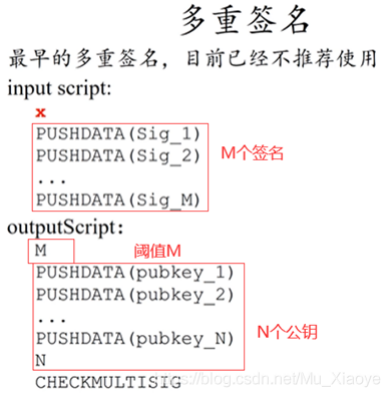 多重签名
最早的多重签名，目前已经不推荐使用
input script:
x
PUSHDATA(Sig_1)
PUSHDATA(Sig_2)
...
PUSHDATA(Sig_M)
M个签名
outputScript：
M
阈值M
PUSHDATA(pubkey_1)
PUSHDATA(pubkey_2)
...
PUSHDATA(pubkey_N)
N
N个公钥
CHECKMULTISIG
https://blog.csdn.net/Mu_Xiaoye